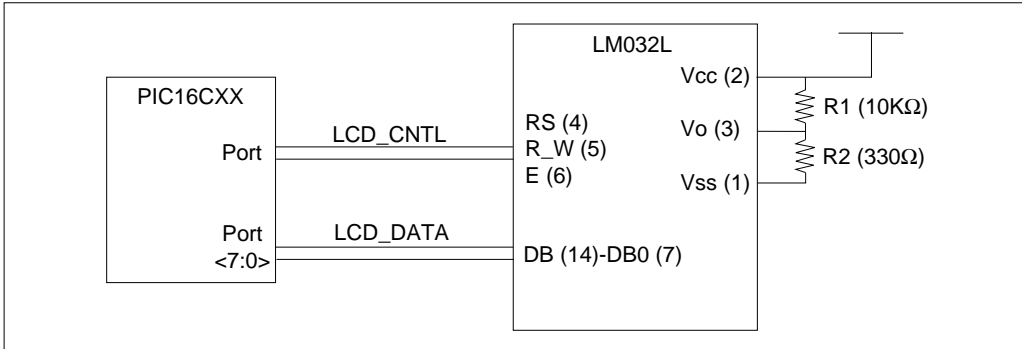 LM032L
Vcc (2)
PIC16CXX
R1 (10KΩ)
LCD_CNTL
RS (4)
Vo (3)
Port
R_W (5)
R2 (330Ω)
E (6)
Vss (1)
Port
LCD_DATA
<7:0>
DB (14)-DB0 (7)